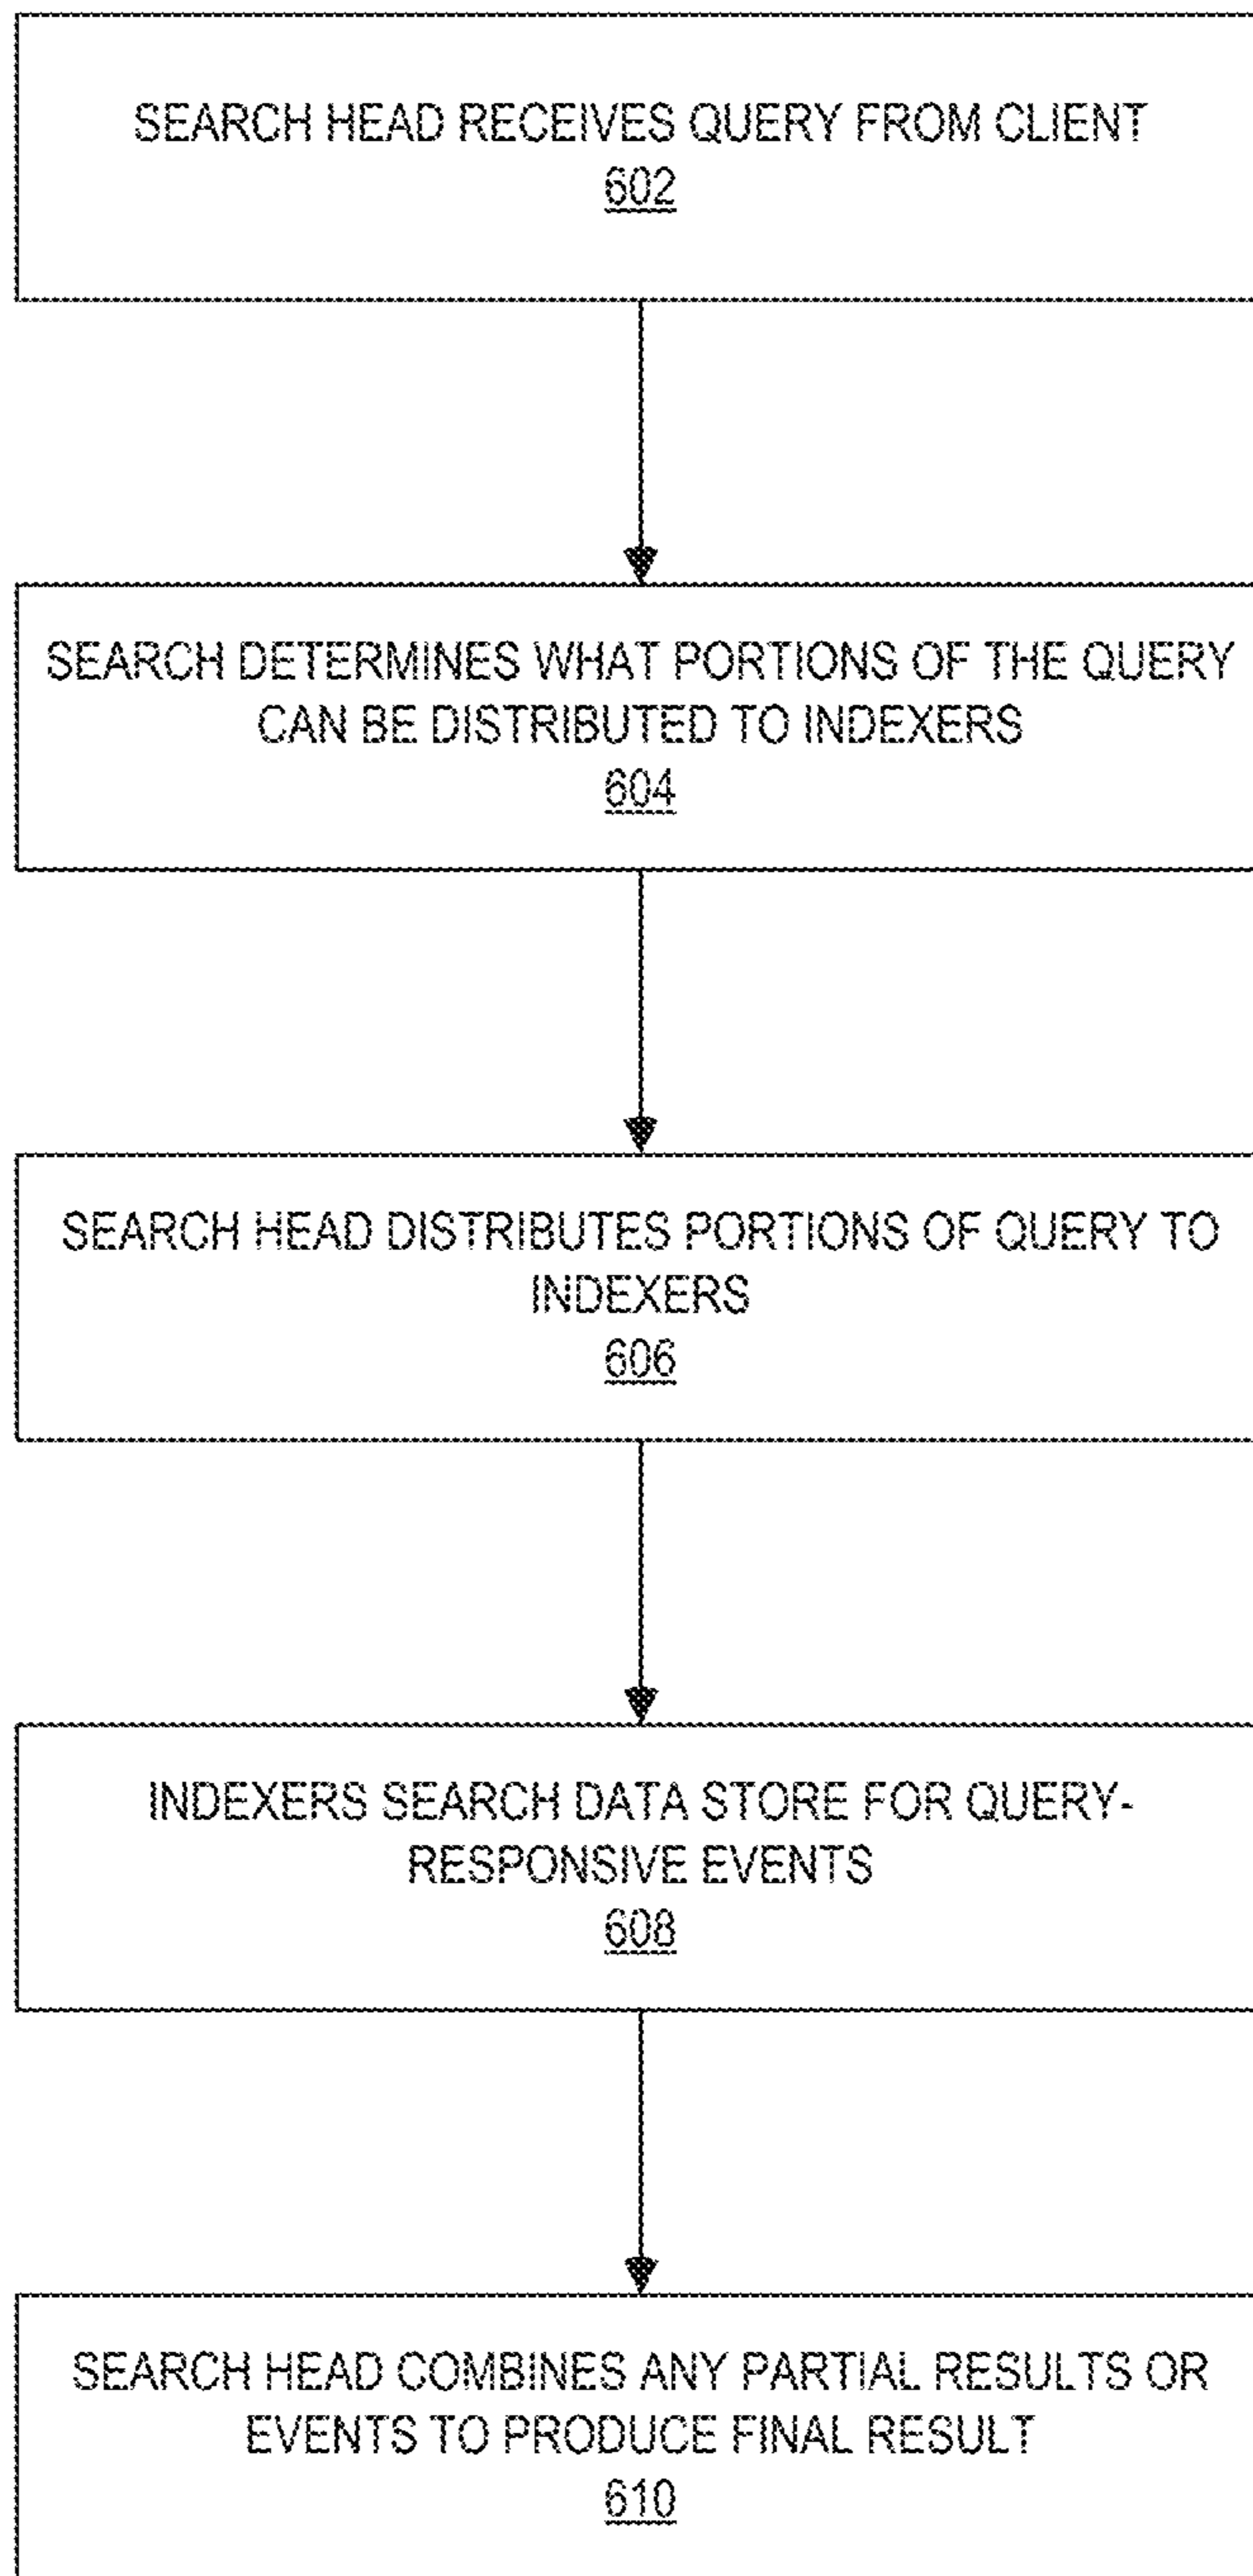 SEARCH HEAD RECEIVES QUERY FROM CLIENT
602
SEARCH DETERMINES WHAT PORTIONS OF THE QUERY
CAN BE DISTRIBUTED TO INDEXERS
604
SEARCH HEAD DISTRIBUTES PORTIONS OF QUERY TO
INDEXERS
606
INDEXERS SEARCH DATA STORE FOR QUERY-
RESPONSIVE EVENTS
608
SEARCH HEAD COMBINES ANY PARTIAL RESULTS OR
EVENTS TO PRODUCE FINAL RESULT
610